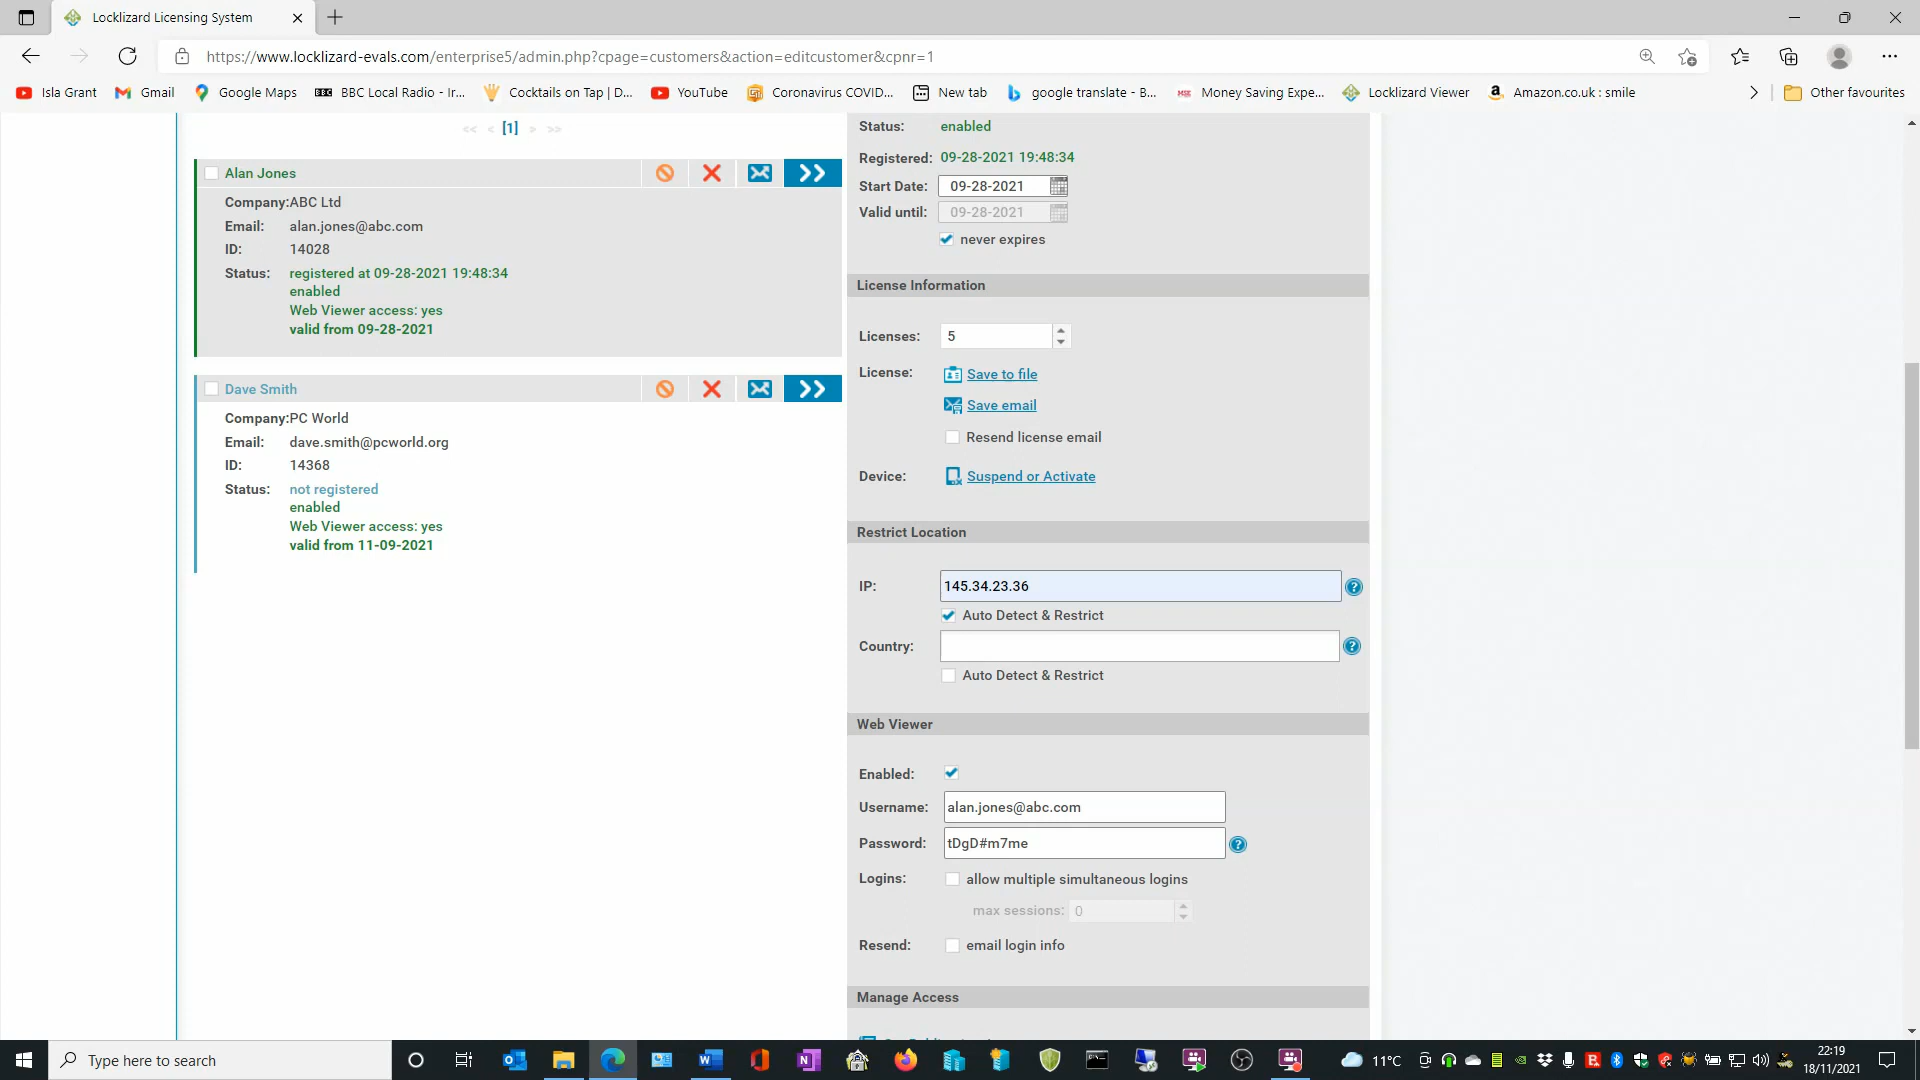 Locklizard Licensing System
https://www.locklizard-evals.com/enterprise5/admin.php?cpage=customers&action=editcustomer&cpnr=1
Isla Grant
Gmail
Google Maps
BBC Local Radio - Ir...
Cocktails on Tap | D...
YouTube
Coronavirus COVID...
New tab
google translate - B...
Money Saving Expe...
Locklizard Viewer
Amazon.co.uk : smile
Other favourites
<< < [1] > >>
Alan Jones
Company:ABC Ltd
Email: alan.jones@abc.com
ID: 14028
Status: registered at 09-28-2021 19:48:34
enabled
Web Viewer access: yes
valid from 09-28-2021
Dave Smith
Company:PC World
Email: dave.smith@pcworld.org
ID: 14368
Status: not registered
enabled
Web Viewer access: yes
valid from 11-09-2021
Status: enabled
Registered: 09-28-2021 19:48:34
Start Date: 09-28-2021
Valid until: 09-28-2021
never expires
License Information
Licenses: 5
License: Save to file
Save email
Resend license email
Device: Suspend or Activate
Restrict Location
IP: 145.34.23.36
Auto Detect & Restrict
Country:
Auto Detect & Restrict
Web Viewer
Enabled:
Username: alan.jones@abc.com
Password: tDgD#m7me
Logins: allow multiple simultaneous logins
max sessions: 0
Resend: email login info
Manage Access
Type here to search
11°C
22:19
18/11/2021